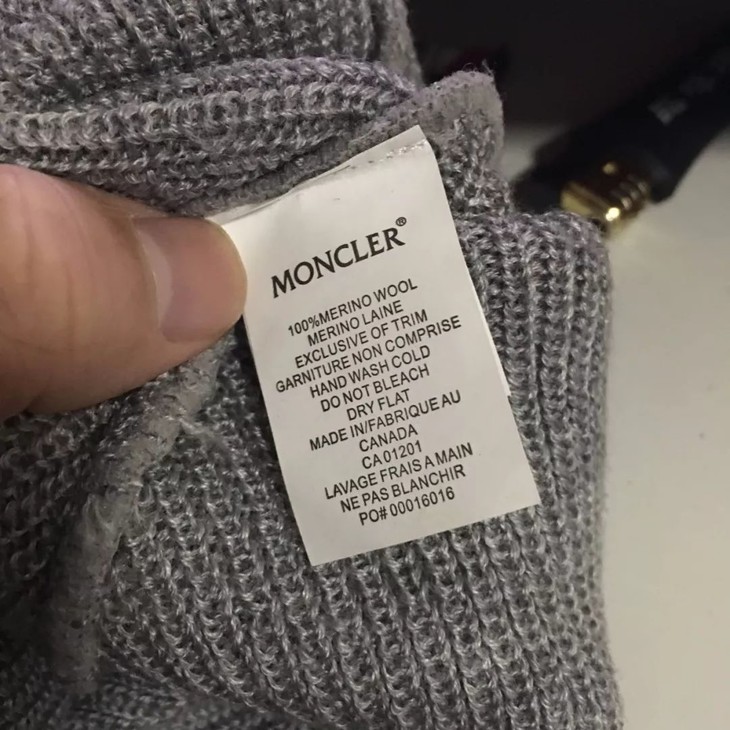 MONCLER®
100%MERINO WOOL
MERINO LAINE
EXCLUSIVE OF TRIM
GARNITURE NON COMPRISE
HAND WASH COLD
DO NOT BLEACH
DRY FLAT
MADE IN/FABRIQUE AU
CANADA
CA 01201
LAVAGE FRAIS A MAIN
NE PAS BLANCHIR
PO# 00016016